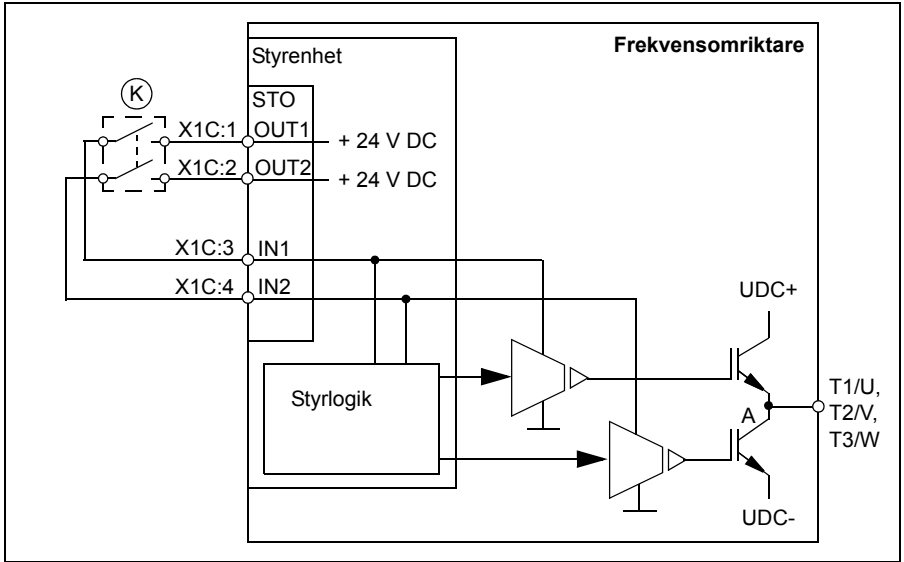 Frekvensomriktare
Styrenhet
K
STO
X1C:1
OUT1
+ 24 V DC
X1C:2
OUT2
+ 24 V DC
X1C:3
IN1
X1C:4
IN2
UDC+
Styrlogik
A
T1/U,
T2/V,
T3/W
UDC-